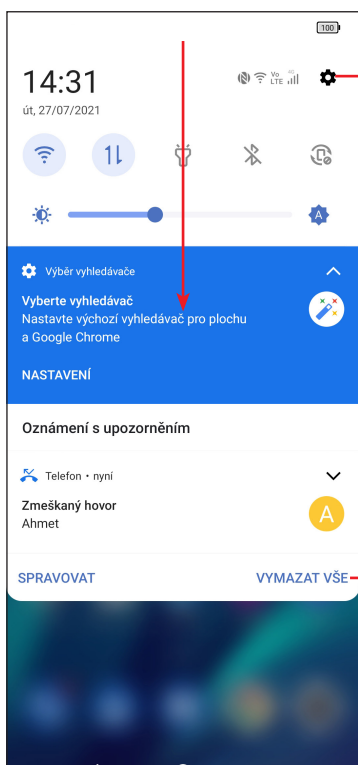 100
14:31
Vo
LTE
4G
út, 27/07/2021
A
Výběr vyhledávače
Vyberte vyhledávač
Nastavte výchozí vyhledávač pro plochu
a Google Chrome
NASTAVENÍ
Oznámení s upozorněním
Telefon • nyní
Zmeškaný hovor
Ahmet
A
SPRAVOVAT
VYMAZAT VŠE